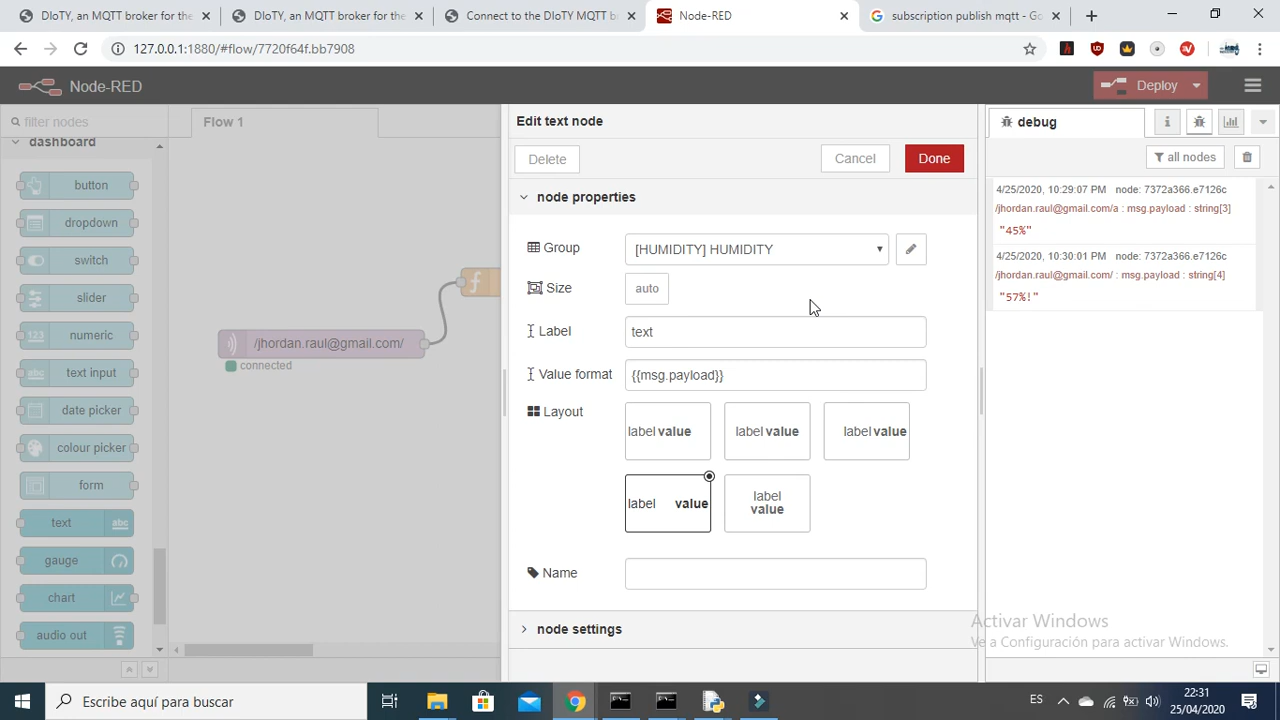 DIoTY, an MQTT broker for the
DIoTY, an MQTT broker for the
Connect to the DIoTY MQTT b
Node-RED
subscription publish mqtt - Go
127.0.0.1:1880/#flow/7720f64f.bb7908
Node-RED
Deploy
filter nodes
Flow 1
Edit text node
debug
dashboard
Delete
Cancel
Done
all nodes
button
node properties
4/25/2020, 10:29:07 PM node: 7372a366.e7126c
/jhordan.raul@gmail.com/a : msg.payload : string[3]
"45%"
dropdown
Group
[HUMIDITY] HUMIDITY
4/25/2020, 10:30:01 PM node: 7372a366.e7126c
/jhordan.raul@gmail.com/ : msg.payload : string[4]
"57%!"
switch
Size
auto
slider
numeric
Label
text
/jhordan.raul@gmail.com/
connected
text input
Value format
{{msg.payload}}
date picker
Layout
label value
label value
label value
colour picker
form
label value
label
value
text
gauge
Name
chart
audio out
node settings
Activar Windows
Ve a Configuración para activar Windows.
Escribe aquí para buscar
ES
22:31
25/04/2020